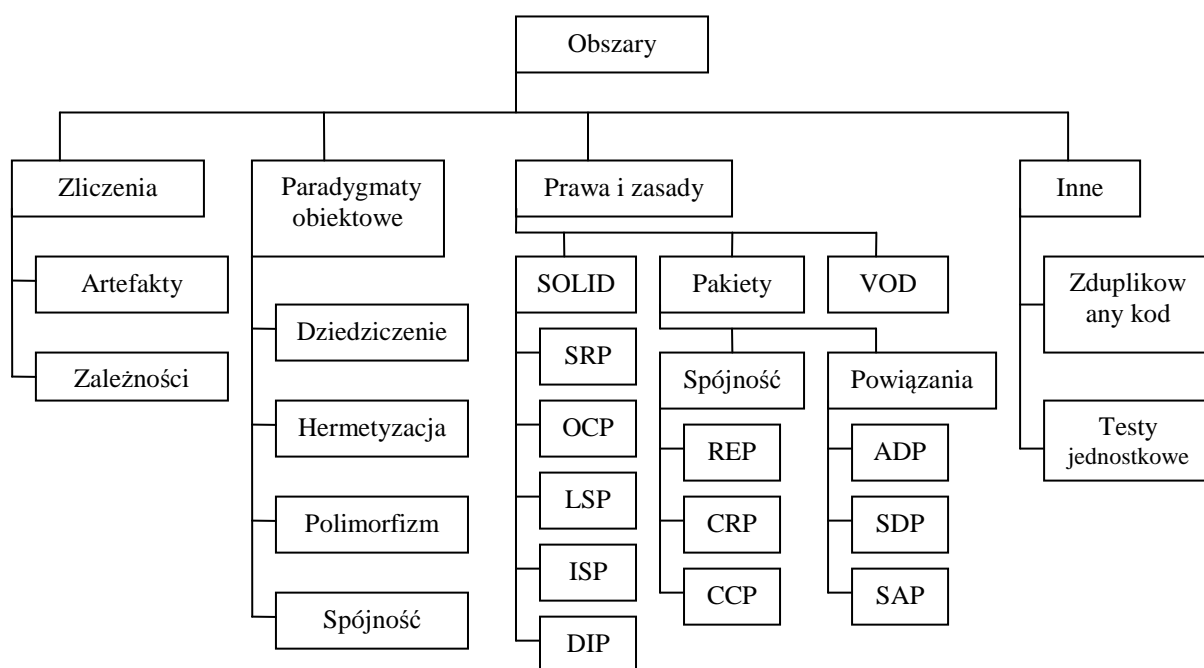 Obszary
Zliczenia
Artefakty
Zależności
Paradygmaty
obiektowe
Dziedziczenie
Hermetyzacja
Polimorfizm
Spójność
Prawa i zasady
SOLID
SRP
OCP
LSP
ISP
DIP
Pakiety
Spójność
REP
CRP
CCP
Powiązania
ADP
SDP
SAP
VOD
Inne
Zduplikow
any kod
Testy
jednostkowe